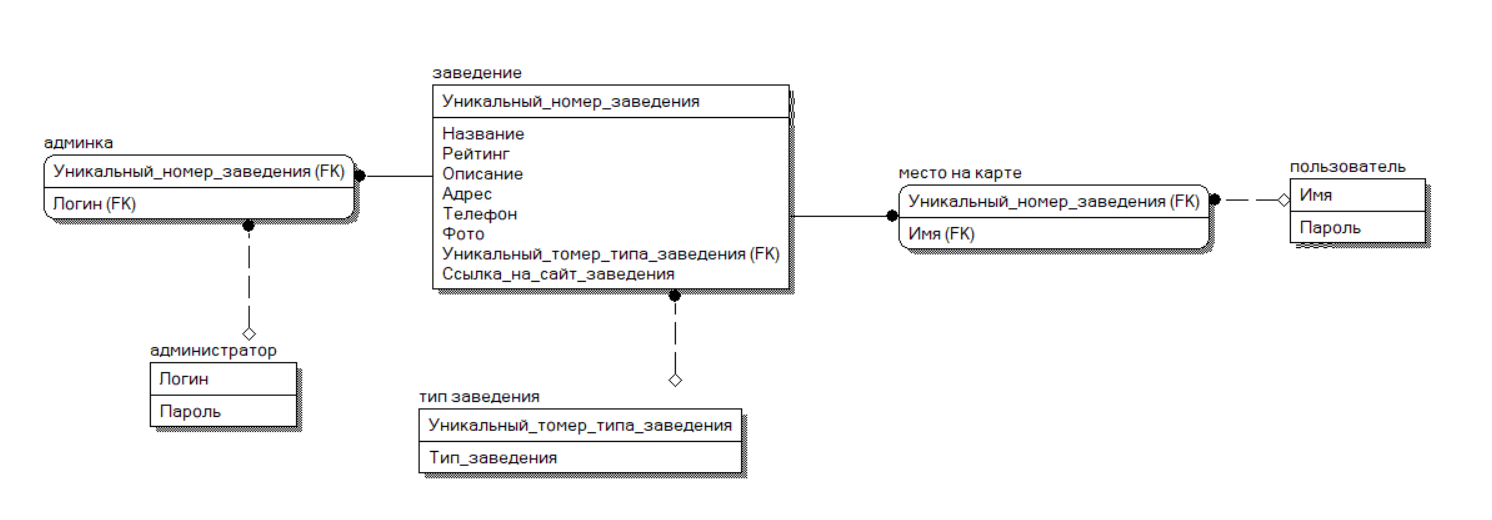 заведение
Уникальный_номер_заведения
Название
Рейтинг
Описание
Адрес
Телефон
Фото
Уникальный_томер_типа_заведения (FK)
Ссылка_на_сайт_заведения
админка
Уникальный_номер_заведения (FK)
Логин (FK)
место на карте
Уникальный_номер_заведения (FK)
Имя (FK)
пользователь
Имя
Пароль
администратор
Логин
Пароль
тип заведения
Уникальный_томер_типа_заведения
Тип_заведения